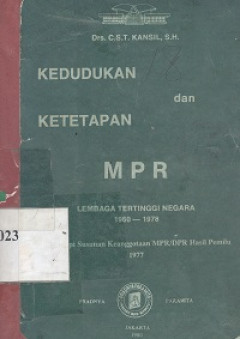 Drs. C.S.T. KANSIL, S.H.
KEDUDUKAN
dan
KETETAPAN
MPR
LEMBAGA TERTINGGI NEGARA
1960 — 1978
Susunan Keanggotaan MPR/DPR Hasil Pemilu
1977
023
PRADNYA PARAMITA
JAKARTA